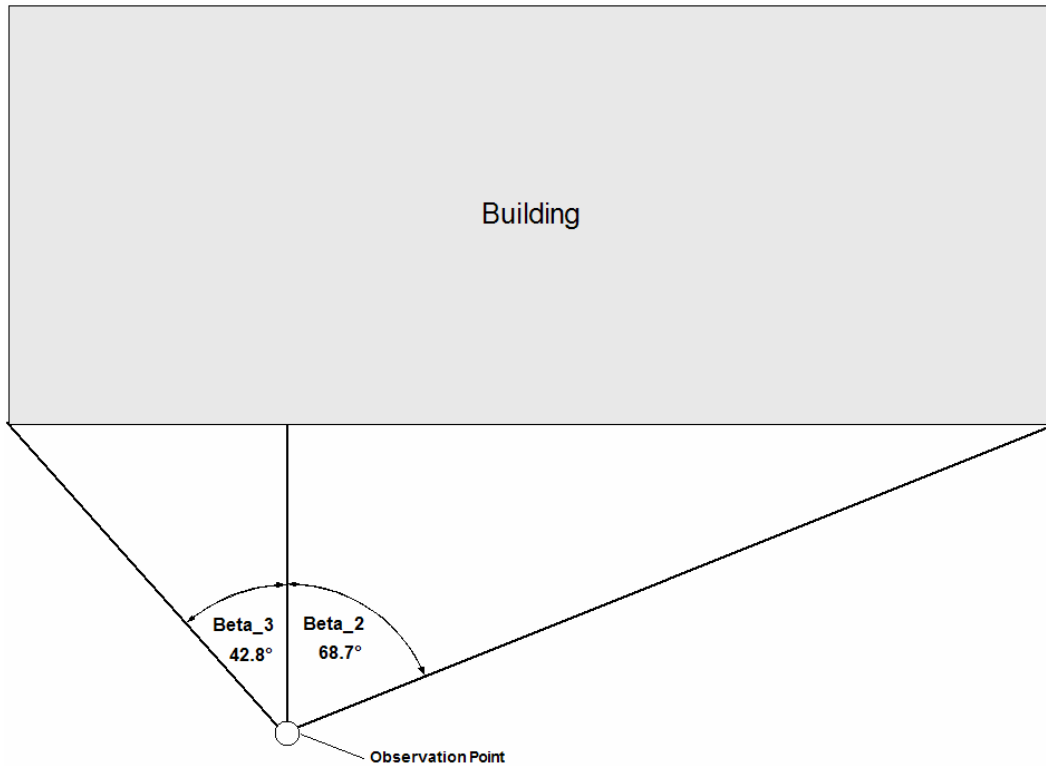 Building
Beta_3
42.8°
Beta_2
68.7°
Observation Point